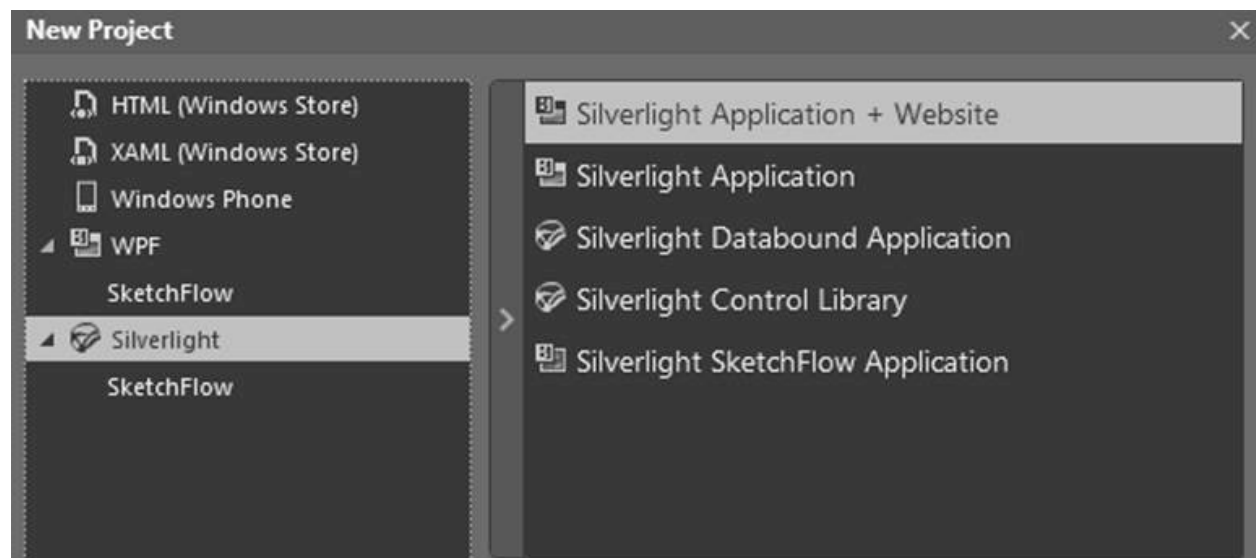 New Project
HTML (Windows Store)
XAML (Windows Store)
Windows Phone
WPF
SketchFlow
Silverlight
SketchFlow
Silverlight Application + Website
Silverlight Application
Silverlight Databound Application
Silverlight Control Library
Silverlight SketchFlow Application